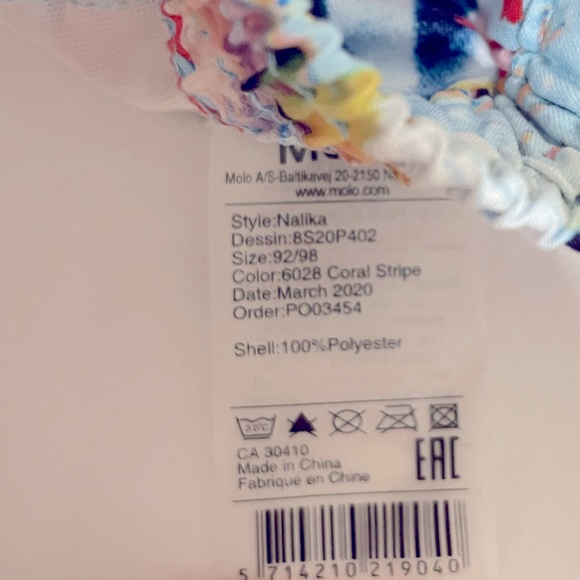 Molo A/S-Baltikavej 20-2150
www.molo.com
Style:Nalika
Dessin:8S20P402
Size:92/98
Color:6028 Coral Stripe
Date:March 2020
Order:PO03454
Shell:100%Polyester
30C
CA 30410
Made in China
Fabrique en Chine
EAC
5 714210 219040